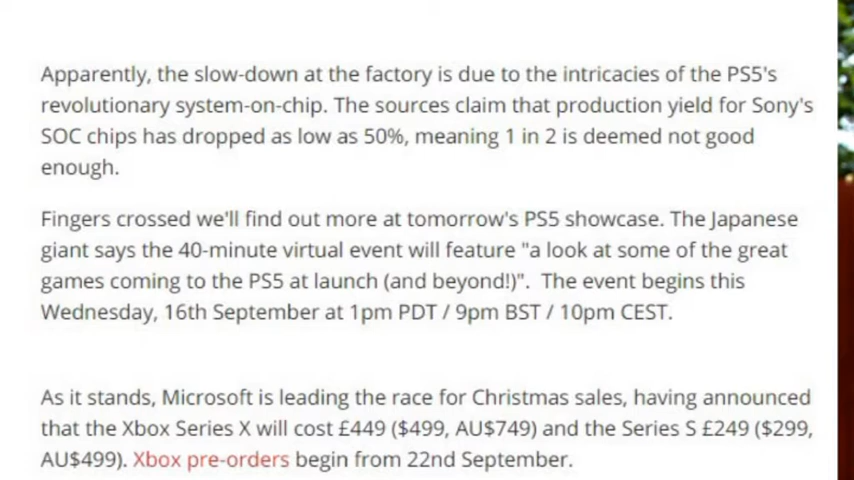 Apparently, the slow-down at the factory is due to the intricacies of the PS5's
revolutionary system-on-chip. The sources claim that production yield for Sony's
SOC chips has dropped as low as 50%, meaning 1 in 2 is deemed not good
enough.
Fingers crossed we'll find out more at tomorrow's PS5 showcase. The Japanese
giant says the 40-minute virtual event will feature "a look at some of the great
games coming to the PS5 at launch (and beyond!)". The event begins this
Wednesday, 16th September at 1pm PDT / 9pm BST / 10pm CEST.
As it stands, Microsoft is leading the race for Christmas sales, having announced
that the Xbox Series X will cost £449 ($499, AU$749) and the Series S £249 ($299,
AU$499). Xbox pre-orders begin from 22nd September.